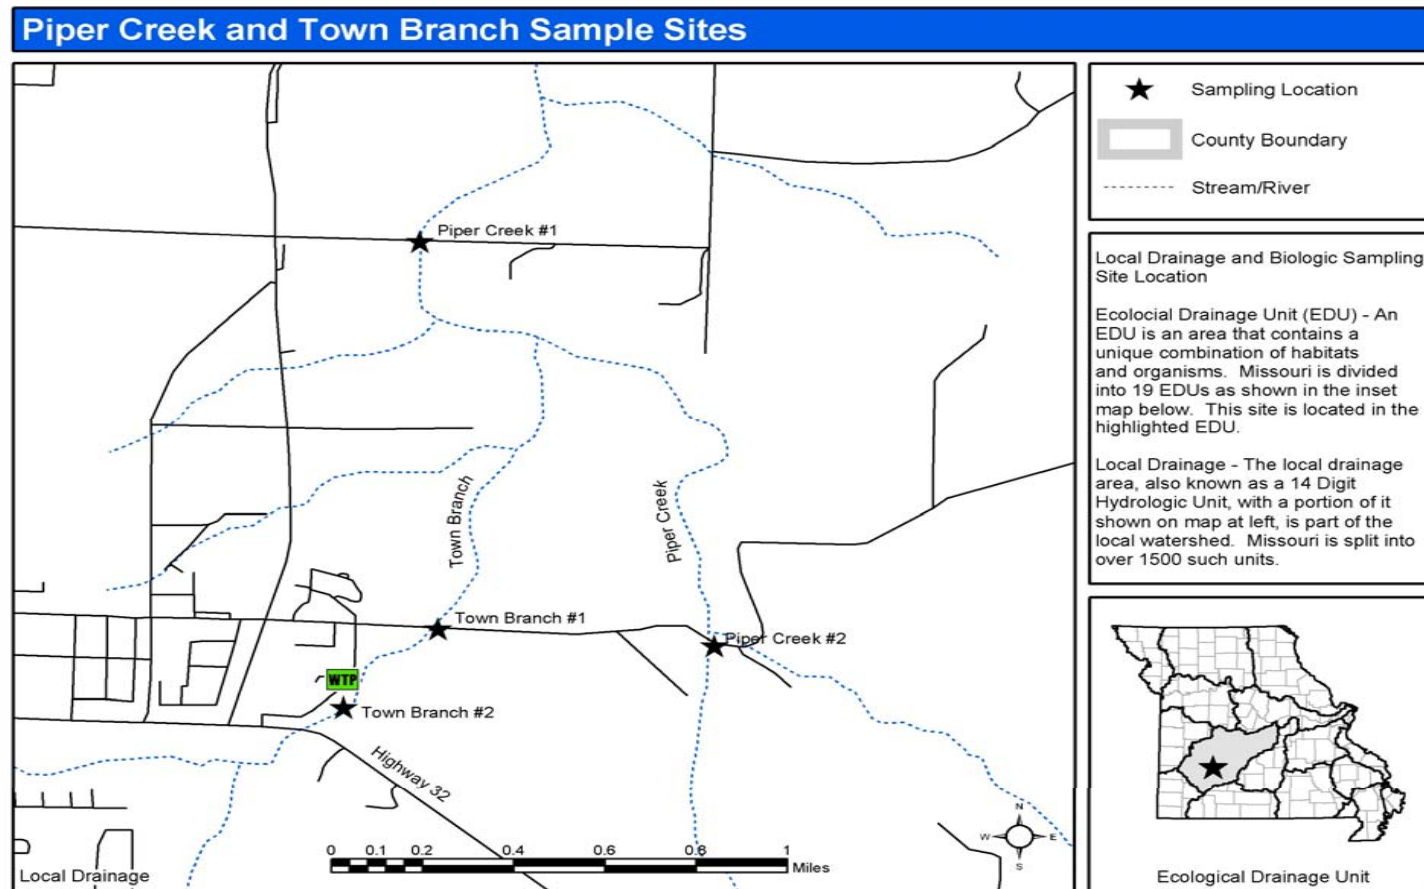 Piper Creek and Town Branch Sample Sites
Piper Creek #1
Town Branch
Piper Creek
Town Branch #1
Piper Creek #2
WTP
Town Branch #2
Highway 32
N
W
E
S
0 0.1 0.2 0.4 0.6 0.8 1
Miles
Local Drainage
Sampling Location
County Boundary
Stream/River
Local Drainage and Biologic Sampling
Site Location
Ecolocial Drainage Unit (EDU) - An
EDU is an area that contains a
unique combination of habitats
and organisms. Missouri is divided
into 19 EDUs as shown in the inset
map below. This site is located in the
highlighted EDU.
Local Drainage - The local drainage
area, also known as a 14 Digit
Hydrologic Unit, with a portion of it
shown on map at left, is part of the
local watershed. Missouri is split into
over 1500 such units.
Ecological Drainage Unit